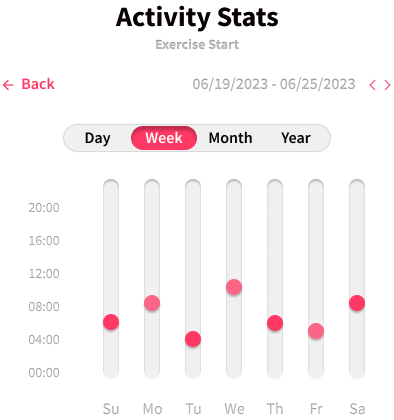 Activity Stats
Exercise Start
← Back 06/19/2023 - 06/25/2023
Day Week Month Year
20:00
16:00
12:00
08:00
04:00
00:00
Su Mo Tu We Th Fr Sa